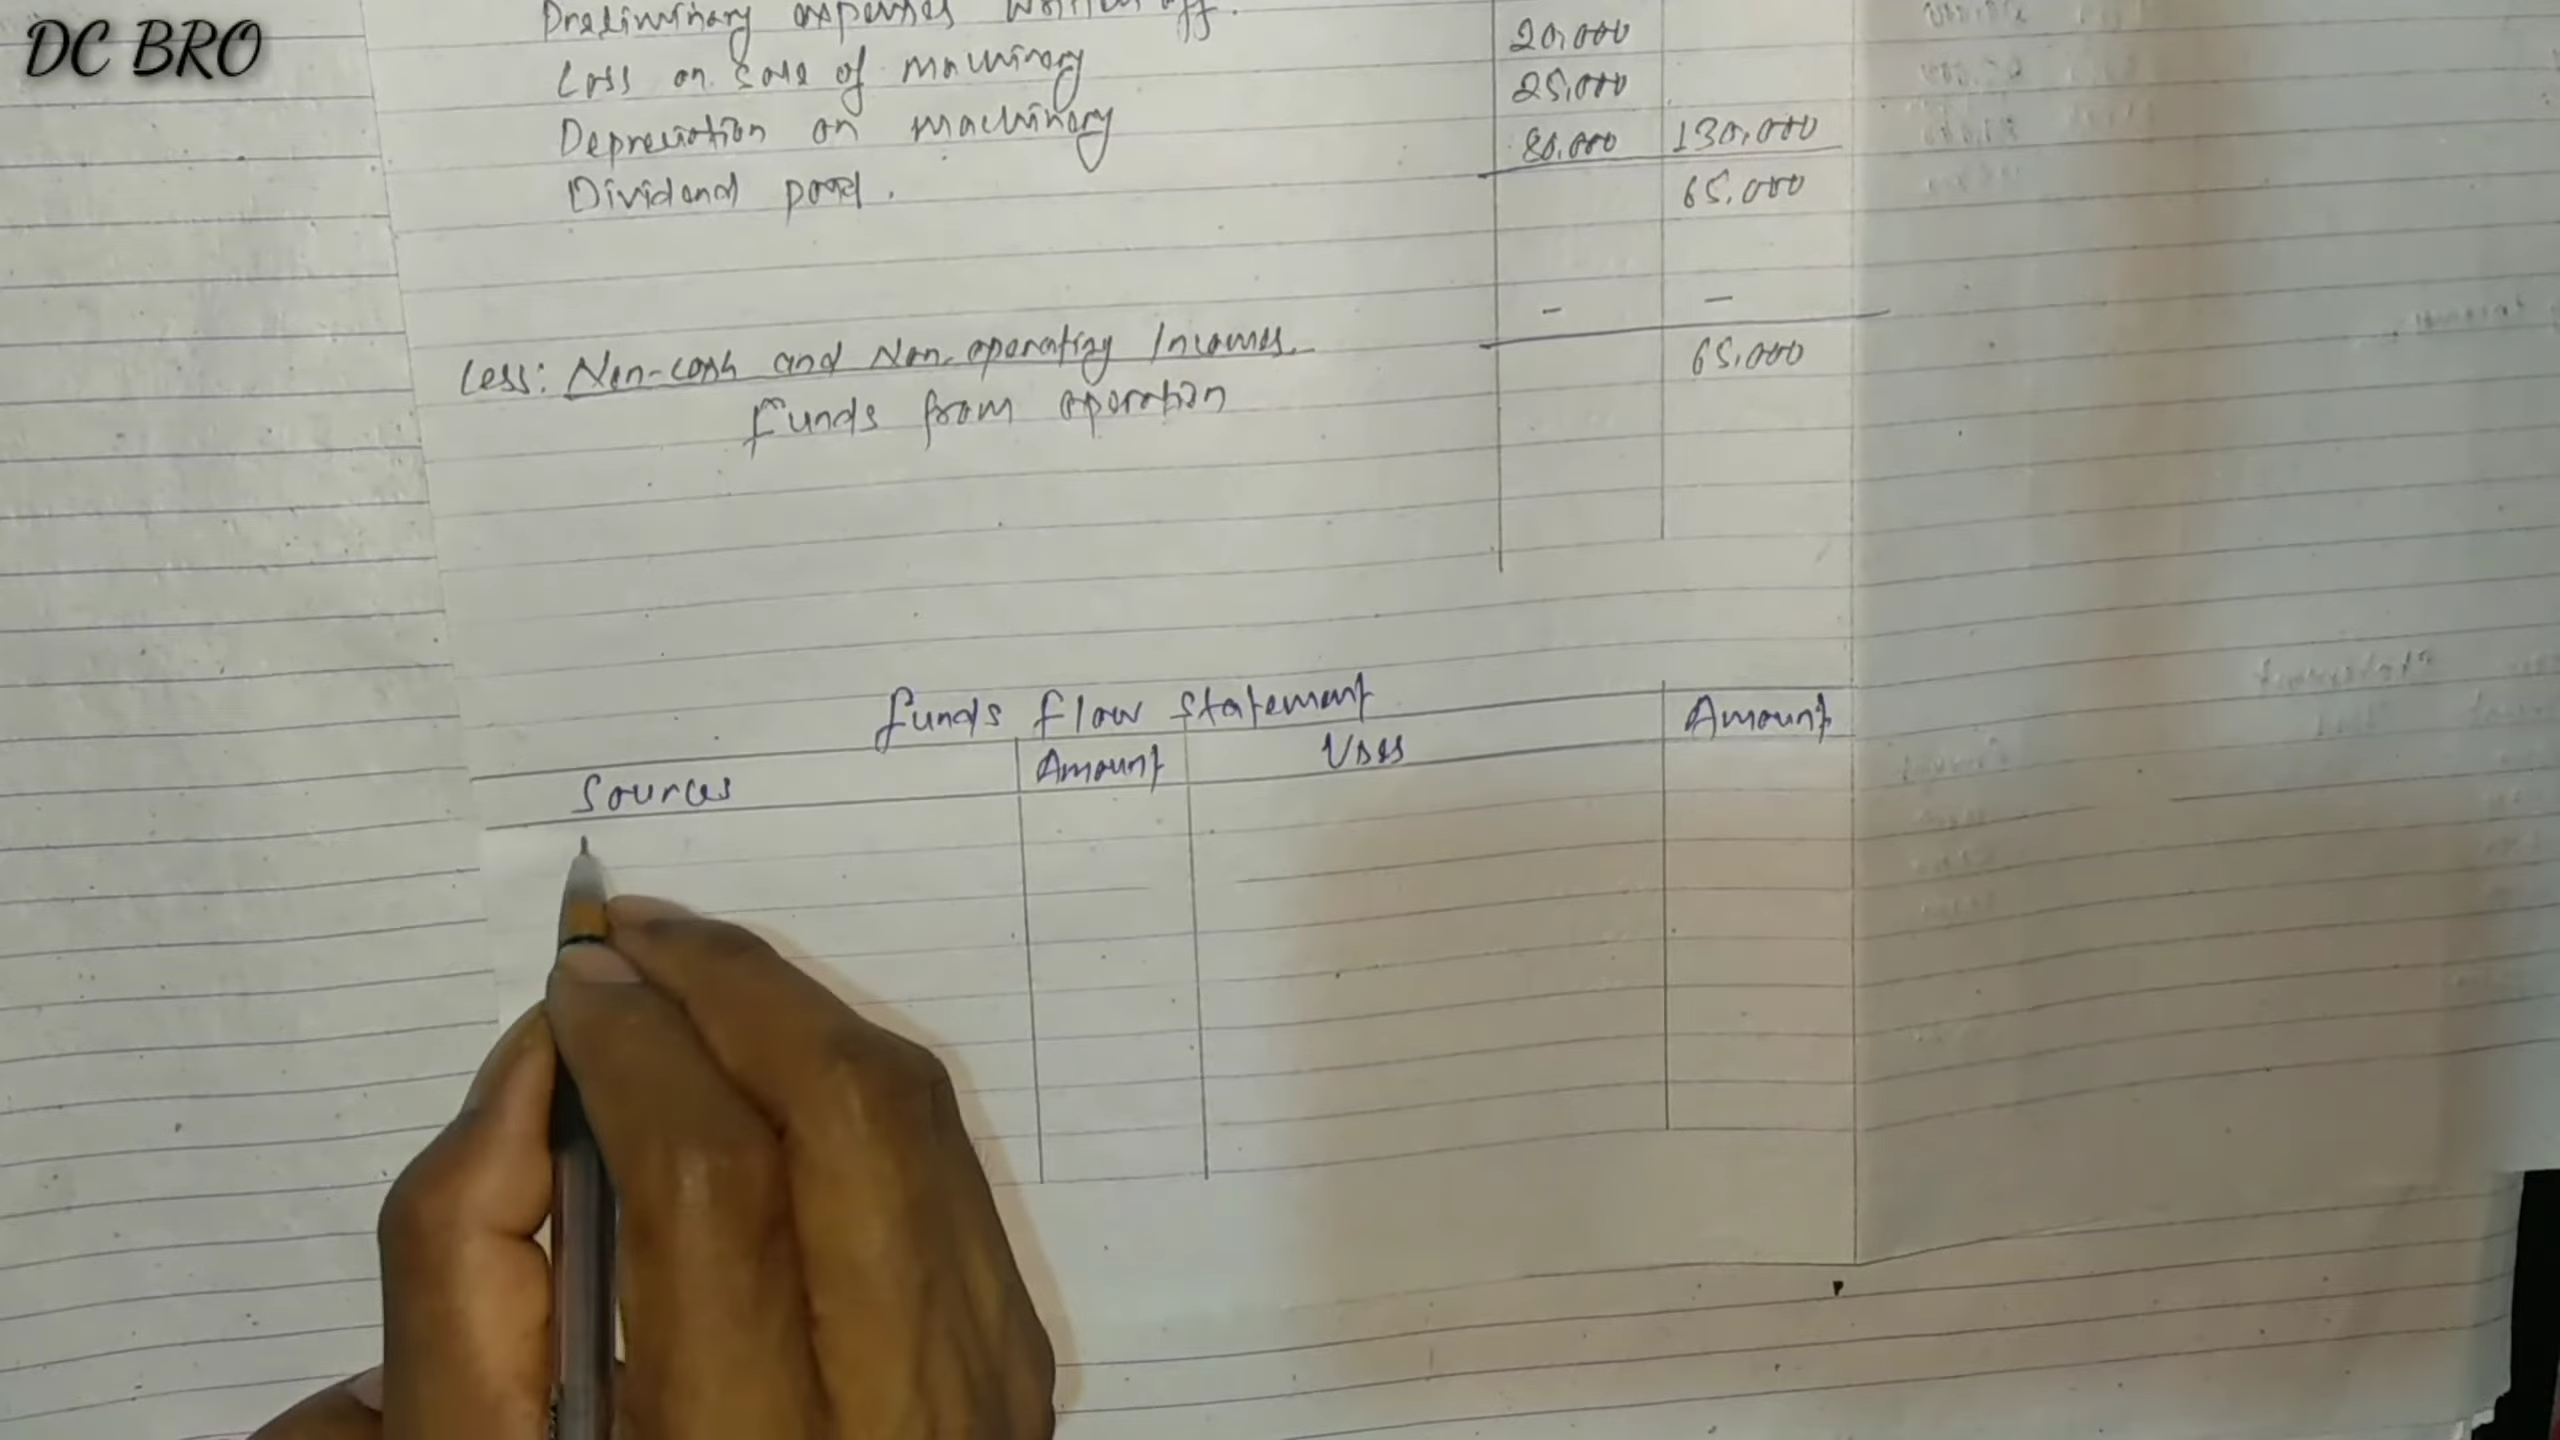 DC BRO
Preliminary expenses written off.
Loss on sale of machinery 20,000
Depreciation on machinery 25,000
Dividend paid. 80,000 130,000
65,000
- -
Less: Non-cash and Non-operating Incomes. 65,000
Funds from operation
Funds Flow Statement
Sources Amount Uses Amount